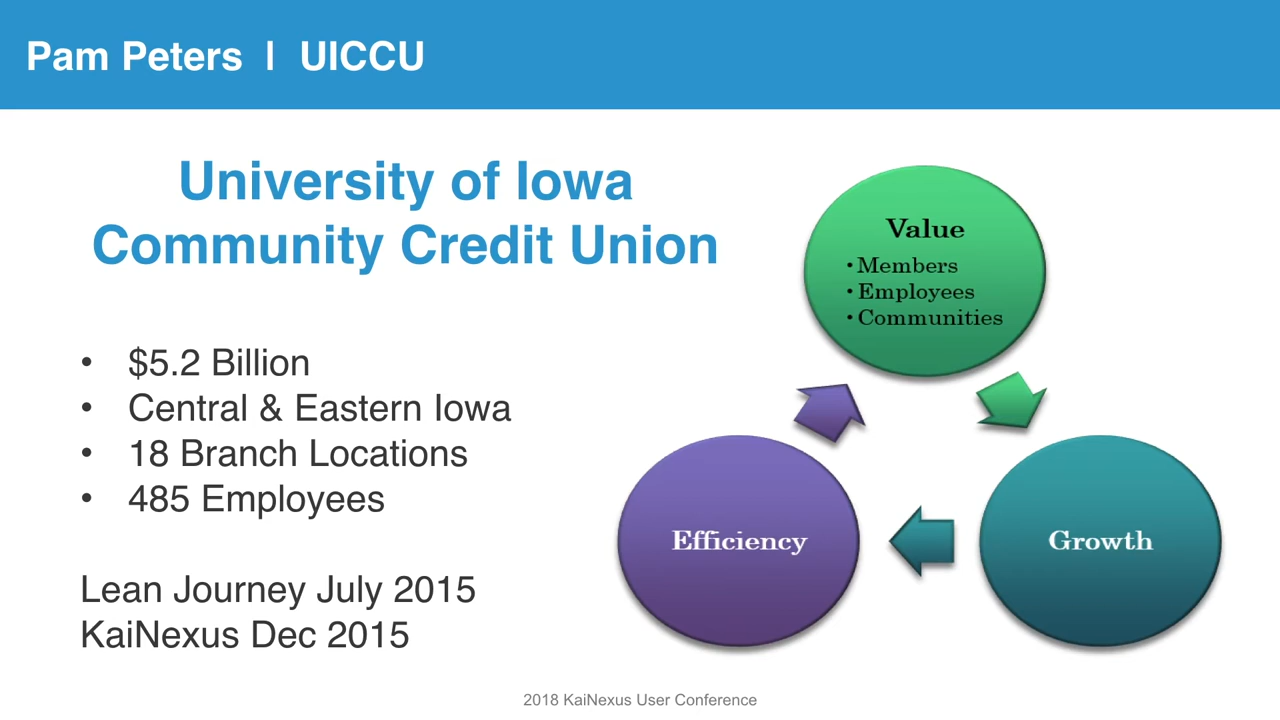 Pam Peters | UICCU
University of Iowa
Community Credit Union
• $5.2 Billion
• Central & Eastern Iowa
• 18 Branch Locations
• 485 Employees
Lean Journey July 2015
KaiNexus Dec 2015
Value
• Members
• Employees
• Communities
Efficiency
Growth
2018 KaiNexus User Conference